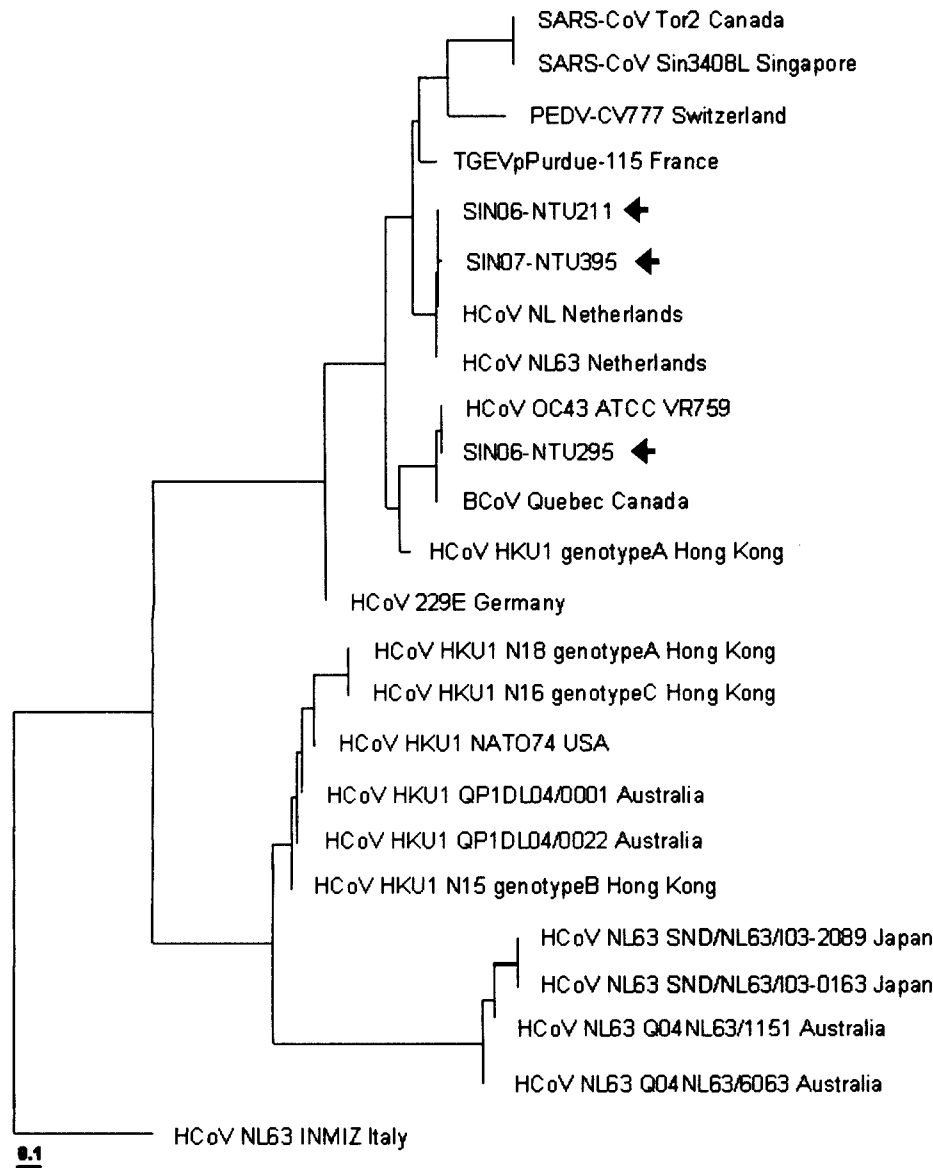 SARS-CoV Tor2 Canada
SARS-CoV Sin3408L Singapore
PEDV-CV777 Switzerland
TGEVpPurdue-115 France
SIN06-NTU211
SIN07-NTU395
HCoV NL Netherlands
HCoV NL63 Netherlands
HCoV OC43 ATCC VR759
SIN06-NTU295
BCoV Quebec Canada
HCoV HKU1 genotypeA Hong Kong
HCoV 229E Germany
HCoV HKU1 N18 genotypeA Hong Kong
HCoV HKU1 N16 genotypeC Hong Kong
HCoV HKU1 NATO74 USA
HCoV HKU1 QP1DL04/0001 Australia
HCoV HKU1 QP1DL04/0022 Australia
HCoV HKU1 N15 genotypeB Hong Kong
HCoV NL63 SND/NL63/I03-2089 Japan
HCoV NL63 SND/NL63/I03-0163 Japan
HCoV NL63 Q04NL63/1151 Australia
HCoV NL63 Q04NL63/6063 Australia
HCoV NL63 INMIZ Italy
0.1